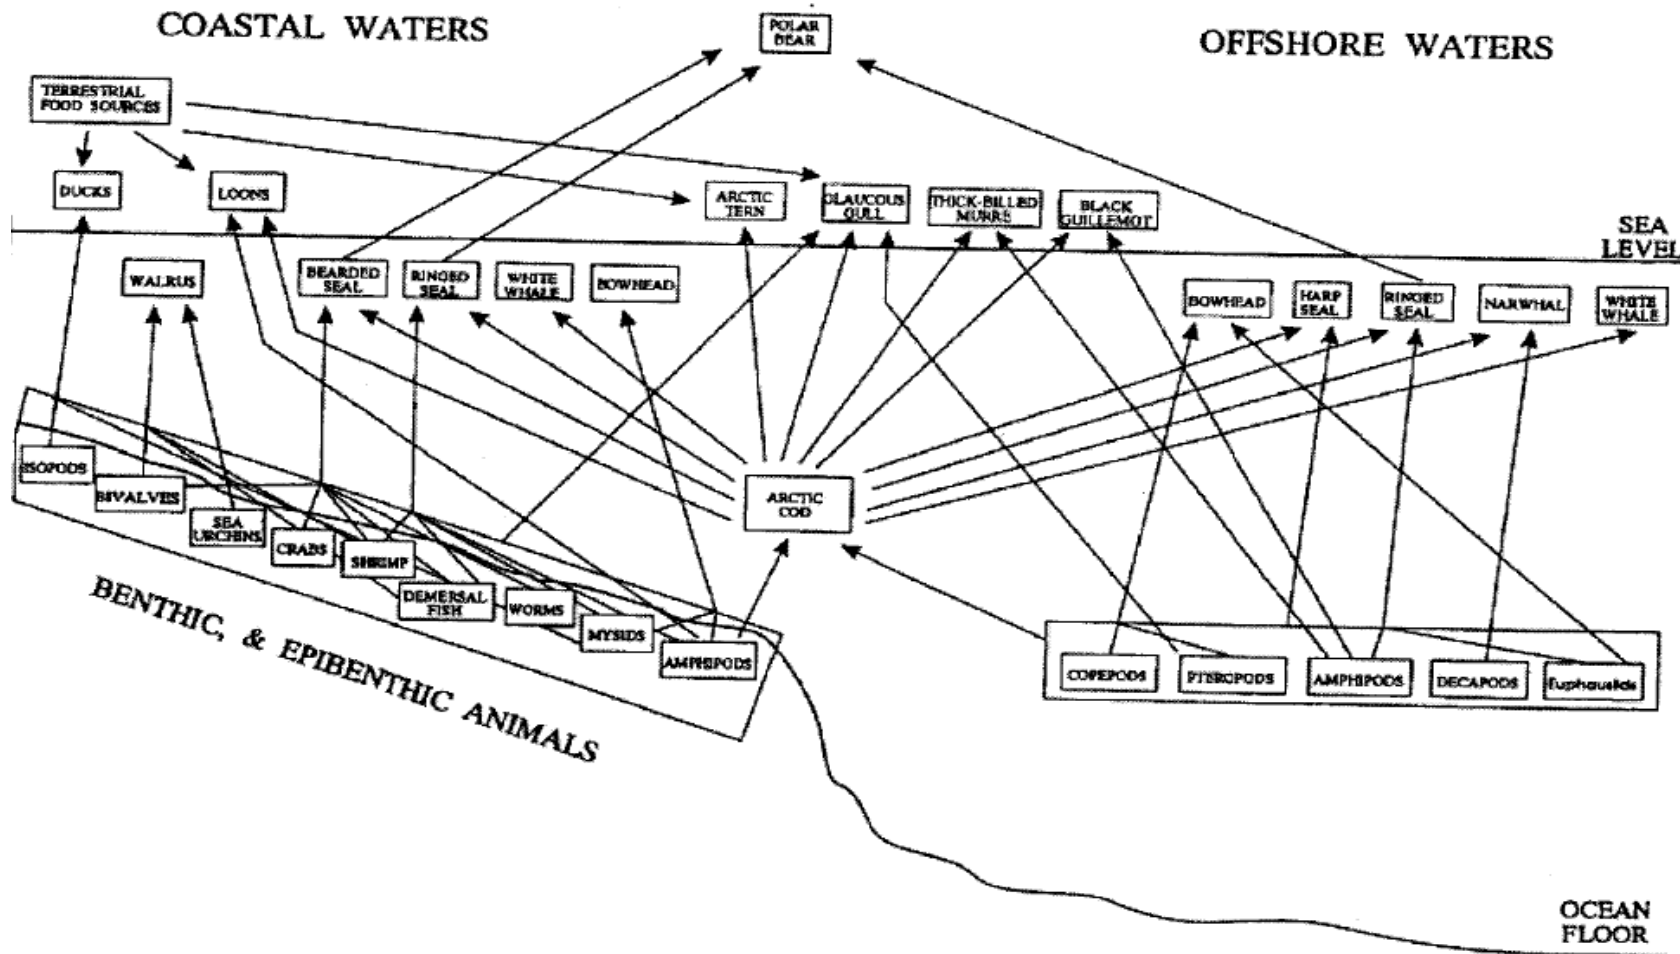 COASTAL WATERS
POLAR
BEAR
OFFSHORE WATERS
TERRESTRIAL
FOOD SOURCES
DUCKS
LOONS
ARCTIC
TERN
GLAUCOUS
GULL
THICK-BILLED
MURRE
BLACK
GUILLEMOT
SEA
LEVEL
WALRUS
BEARDED
SEAL
RINGED
SEAL
WHITE
WHALE
BOWHEAD
BOWHEAD
HARP
SEAL
RINGED
SEAL
NARWHAL
WHITE
WHALE
ISOPODS
BIVALVES
SEA
URCHINS
CRABS
SHRIMP
DEMERSAL
FISH
WORMS
MYSIDS
AMPHIPODS
ARCTIC
COD
COPEPODS
PTEROPODS
AMPHIPODS
DECAPODS
Euphausiids
BENTHIC, & EPIBENTHIC ANIMALS
OCEAN
FLOOR